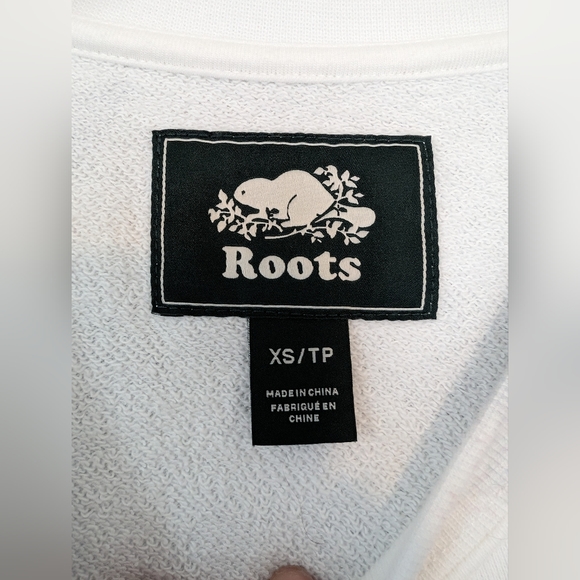 Roots
XS/TP
MADE IN CHINA
FABRIQUÉ EN
CHINE